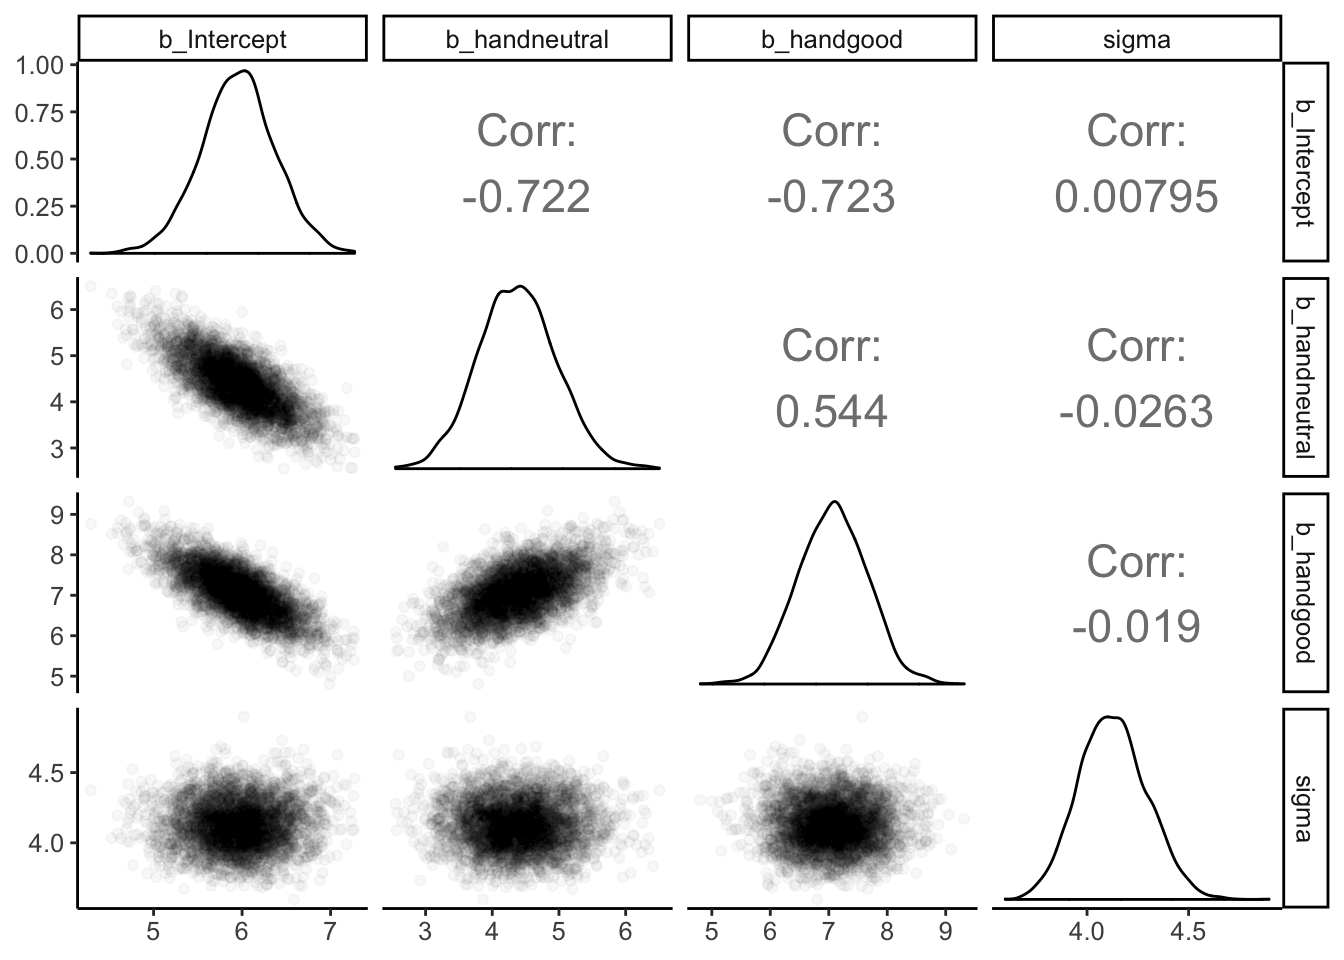 b_Intercept b_handneutral b_handgood sigma
1.00
0.75
0.50
0.25
0.00
Corr:
-0.722
Corr:
-0.723
Corr:
0.00795
b_Intercept
6
5
4
3
Corr:
0.544
Corr:
-0.0263
b_handneutral
9
8
7
6
5
Corr:
-0.019
b_handgood
4.5
4.0
sigma
5 6 7 3 4 5 6 5 6 7 8 9 4.0 4.5